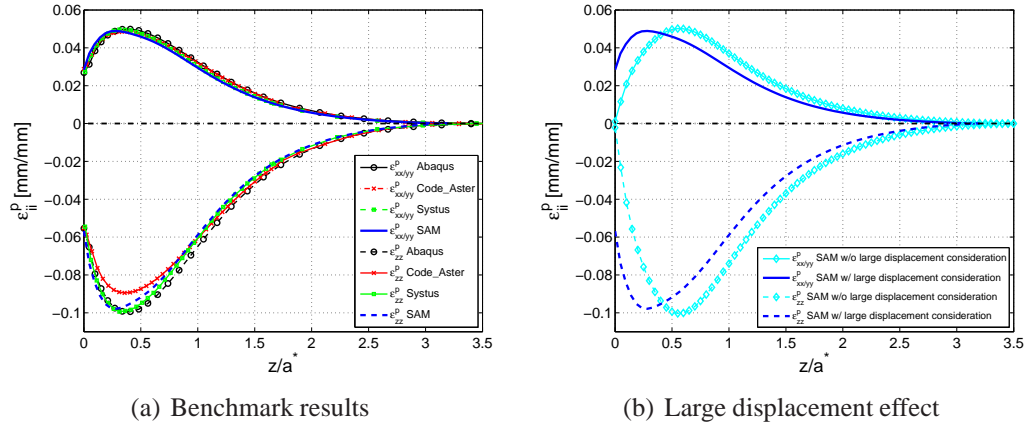 0.06
0.04
0.02
0
−0.02
−0.04
−0.06
−0.08
−0.1
ε^p_ii [mm/mm]
0 0.5 1 1.5 2 2.5 3 3.5
z/a*
ε^p_xx/yy Abaqus
ε^p_xx/yy Code_Aster
ε^p_xx/yy Systus
ε^p_xx/yy SAM
ε^p_zz Abaqus
ε^p_zz Code_Aster
ε^p_zz Systus
ε^p_zz SAM
(a) Benchmark results
0.06
0.04
0.02
0
−0.02
−0.04
−0.06
−0.08
−0.1
ε^p_ii [mm/mm]
0 0.5 1 1.5 2 2.5 3 3.5
z/a*
ε^p_xx/yy SAM w/o large displacement consideration
ε^p_xx/yy SAM w/ large displacement consideration
ε^p_zz SAM w/o large displacement consideration
ε^p_zz SAM w/ large displacement consideration
(b) Large displacement effect